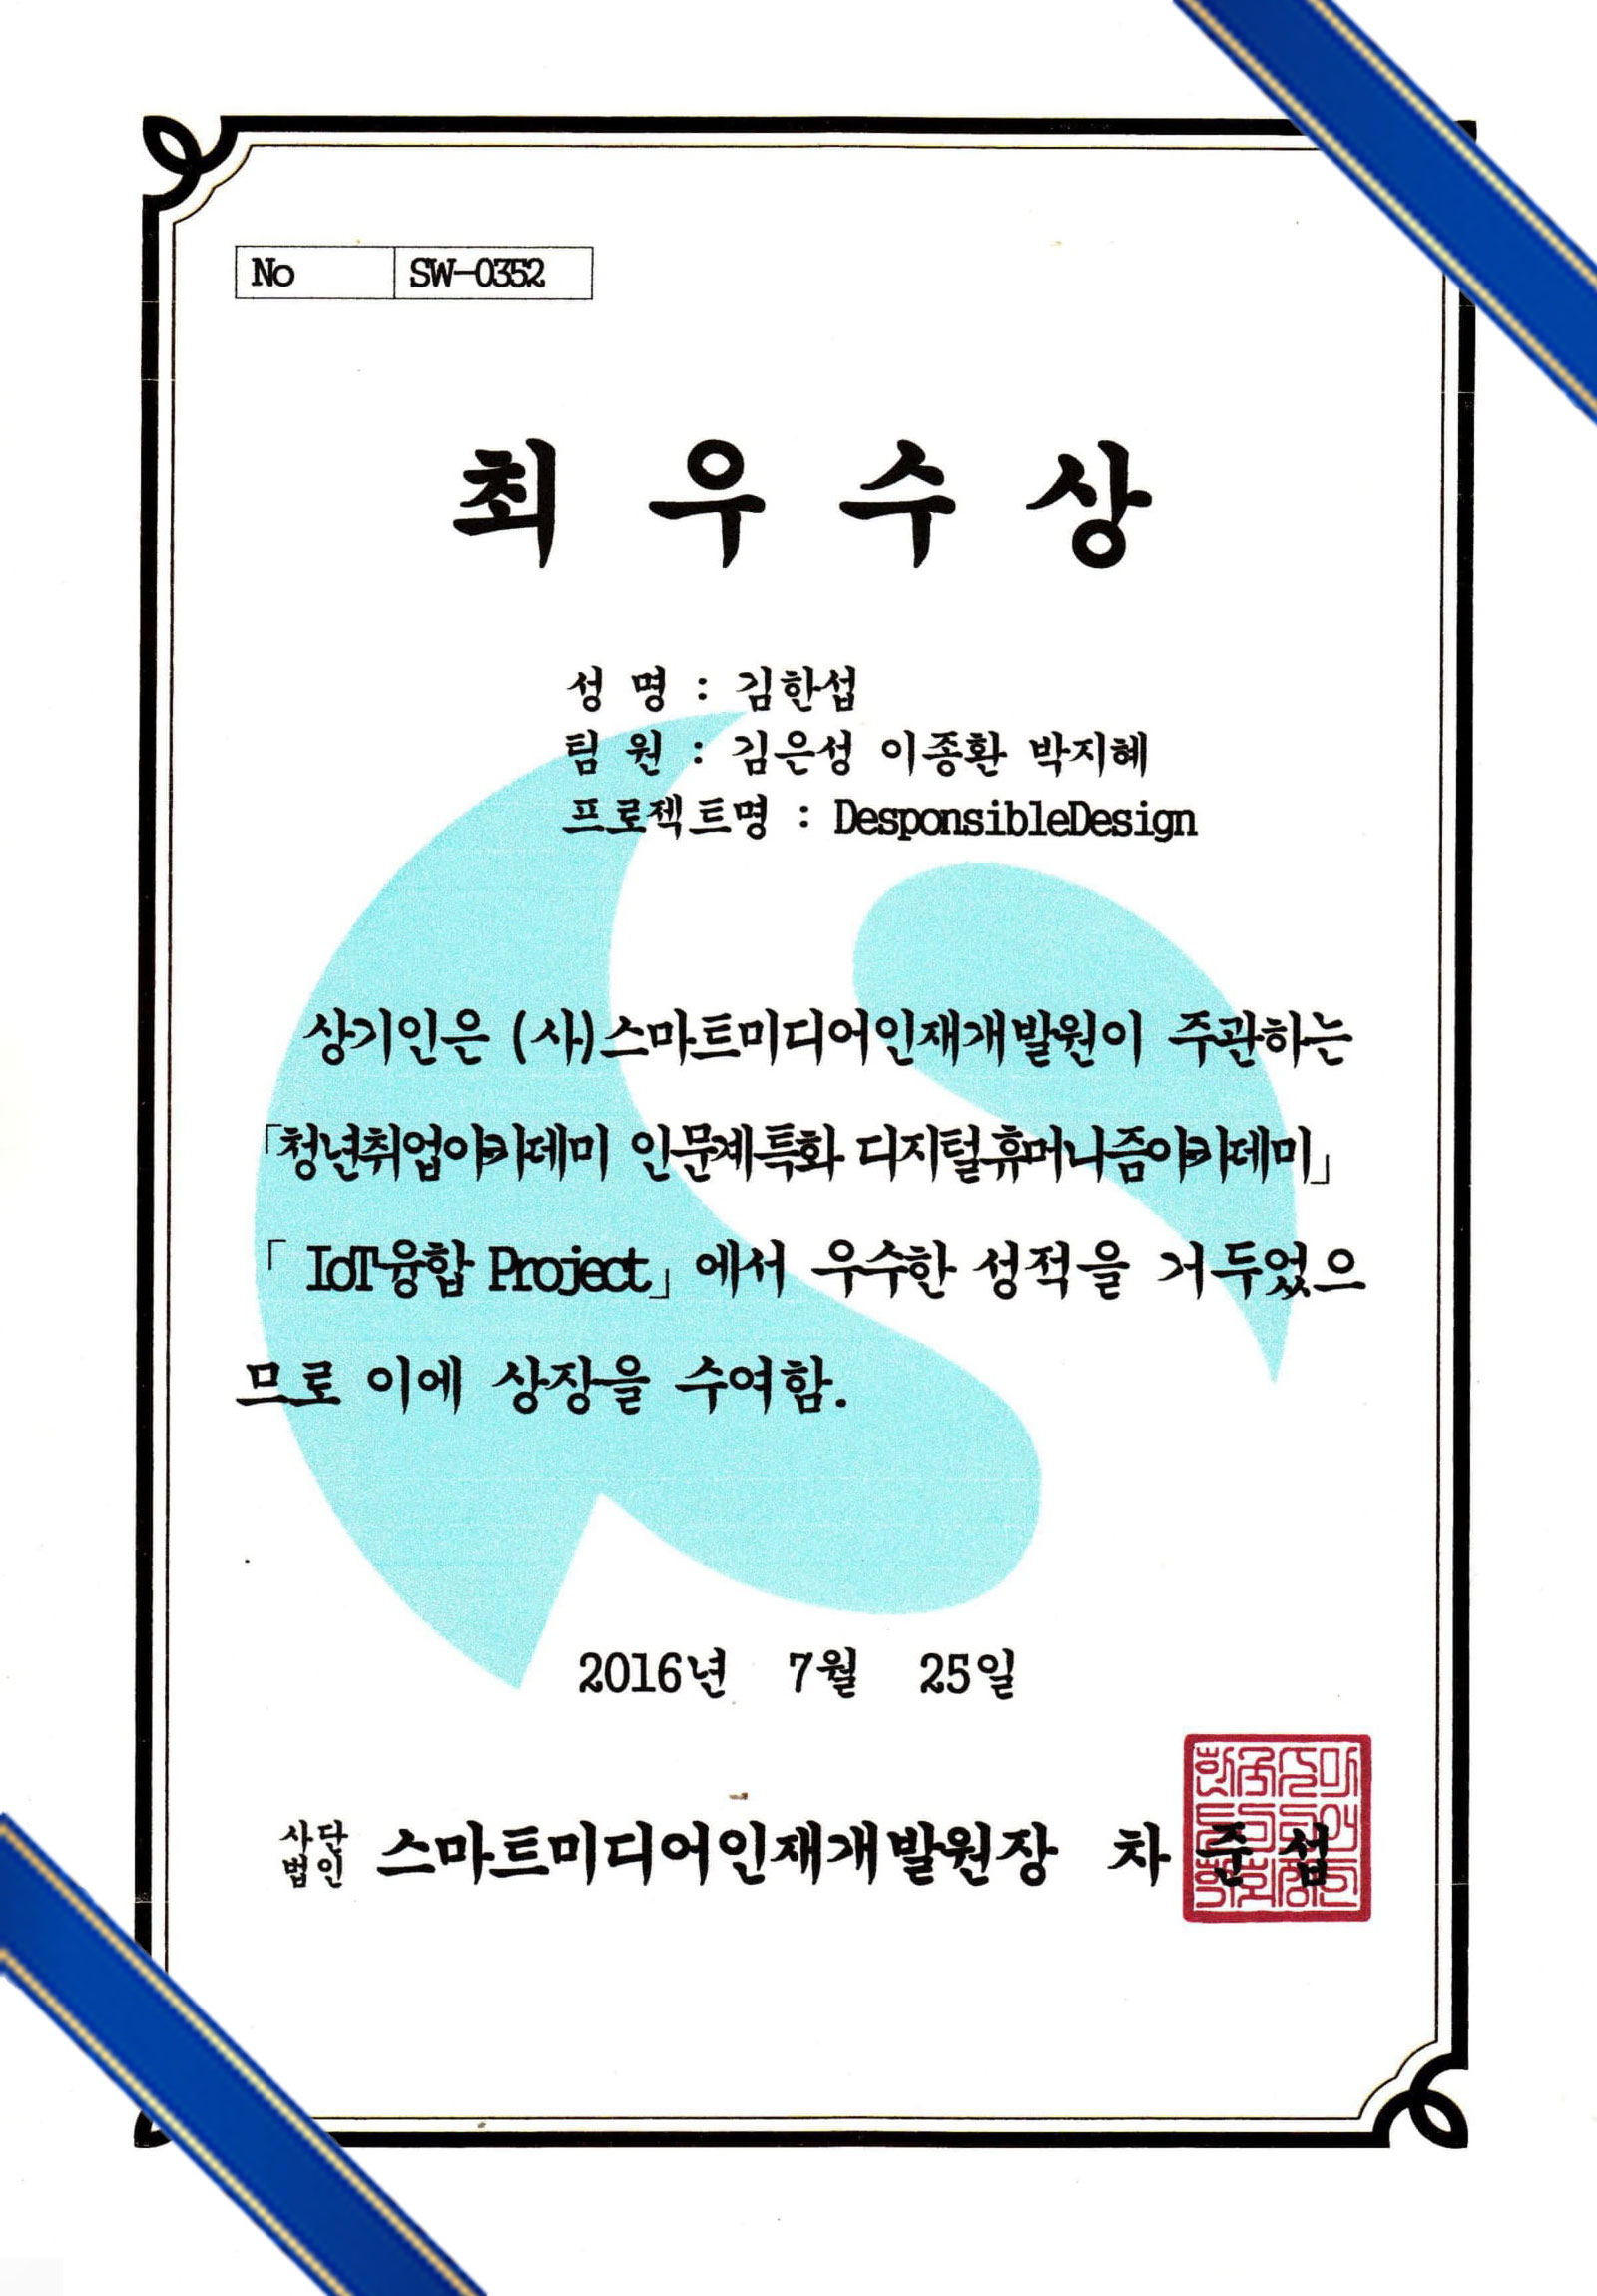 No SW-0352
최 우 수 상
성 명 : 김한섭
팀 원 : 김은성 이종환 박지혜
프로젝트명 : DesponsibleDesign
상기인은 (사)스마트미디어인재개발원이 주관하는
「청년취업아카데미 인문계특화 디지털휴머니즘아카데미」
「 IoT융합 Project」에서 우수한 성적을 거두었으
므로 이에 상장을 수여함.
2016년 7월 25일
사단
법인 스마트미디어인재개발원장 차 준 섭